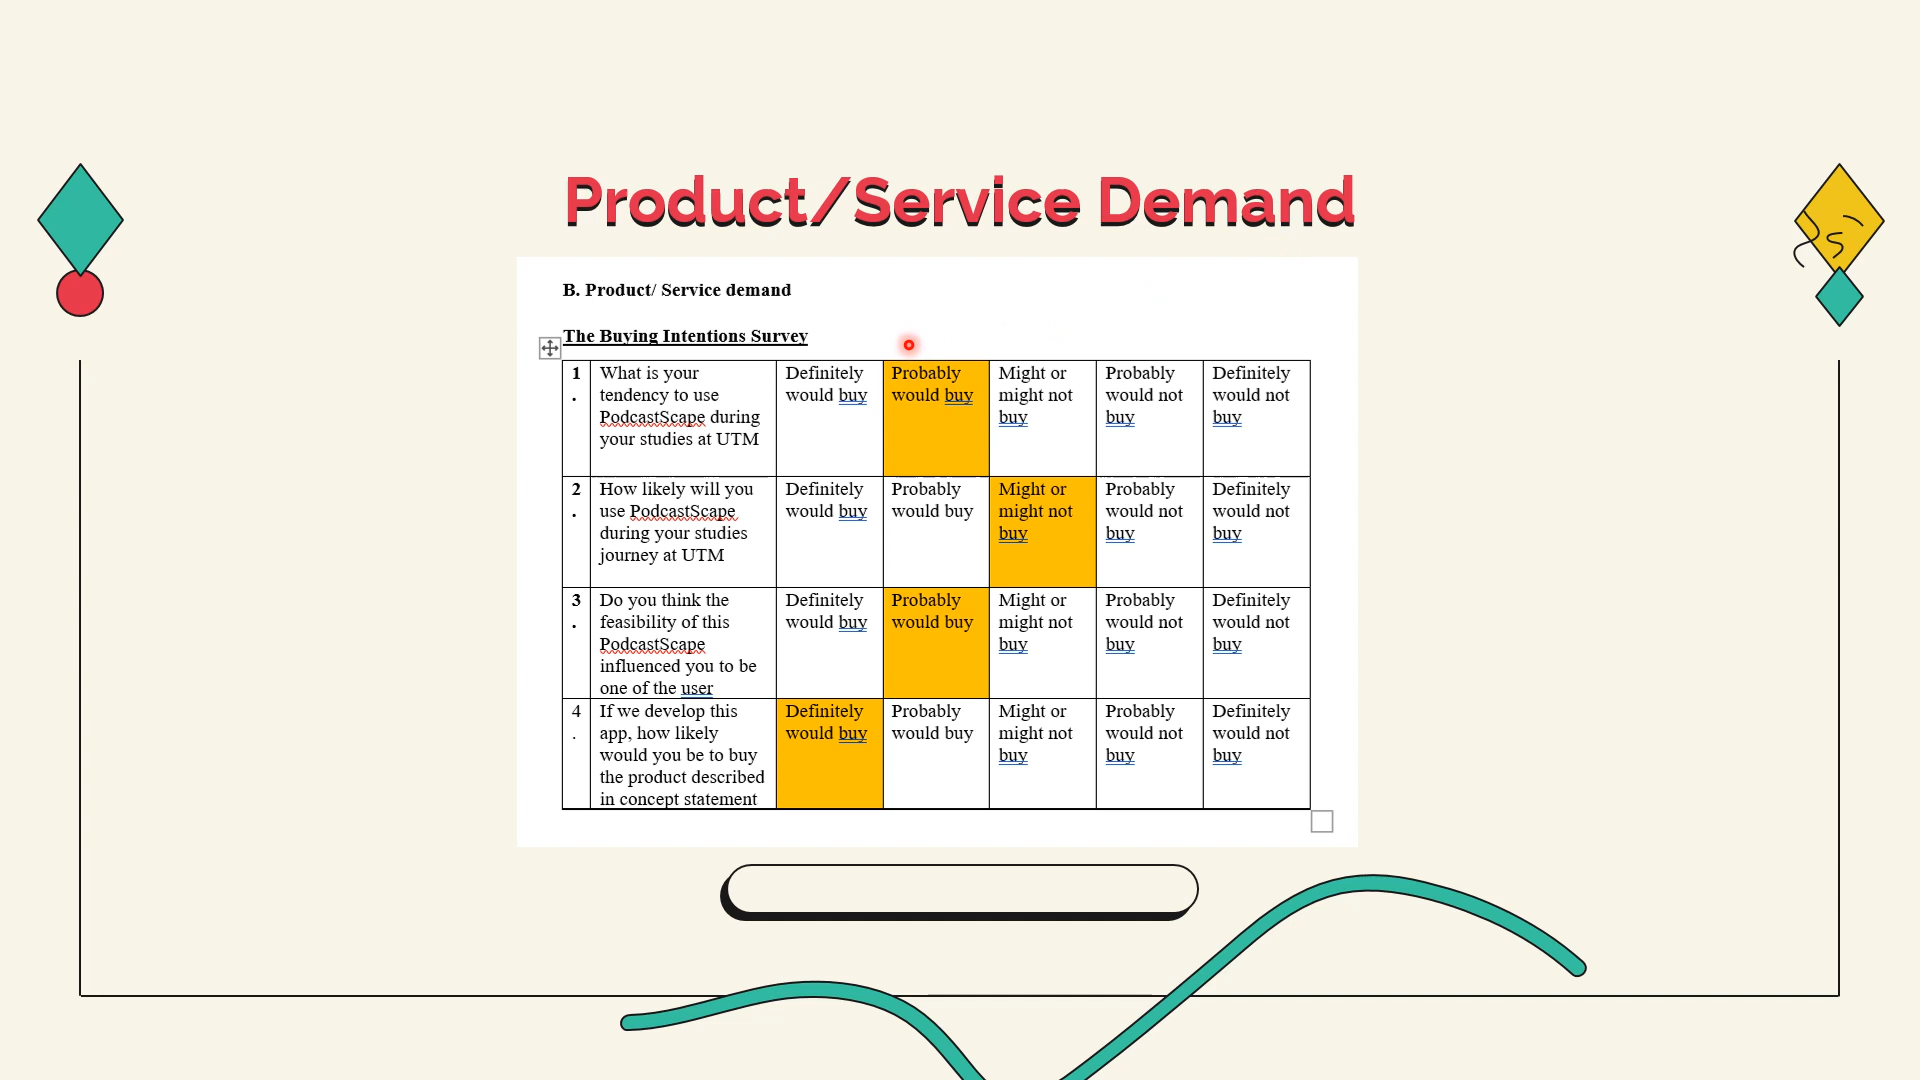 Product/Service Demand
B. Product/ Service demand
The Buying Intentions Survey
1
.
What is your
tendency to use
PodcastScape during
your studies at UTM
Definitely
would buy
Probably
would buy
Might or
might not
buy
Probably
would not
buy
Definitely
would not
buy
2
.
How likely will you
use PodcastScape
during your studies
journey at UTM
Definitely
would buy
Probably
would buy
Might or
might not
buy
Probably
would not
buy
Definitely
would not
buy
3
.
Do you think the
feasibility of this
PodcastScape
influenced you to be
one of the user
Definitely
would buy
Probably
would buy
Might or
might not
buy
Probably
would not
buy
Definitely
would not
buy
4
.
If we develop this
app, how likely
would you be to buy
the product described
in concept statement
Definitely
would buy
Probably
would buy
Might or
might not
buy
Probably
would not
buy
Definitely
would not
buy